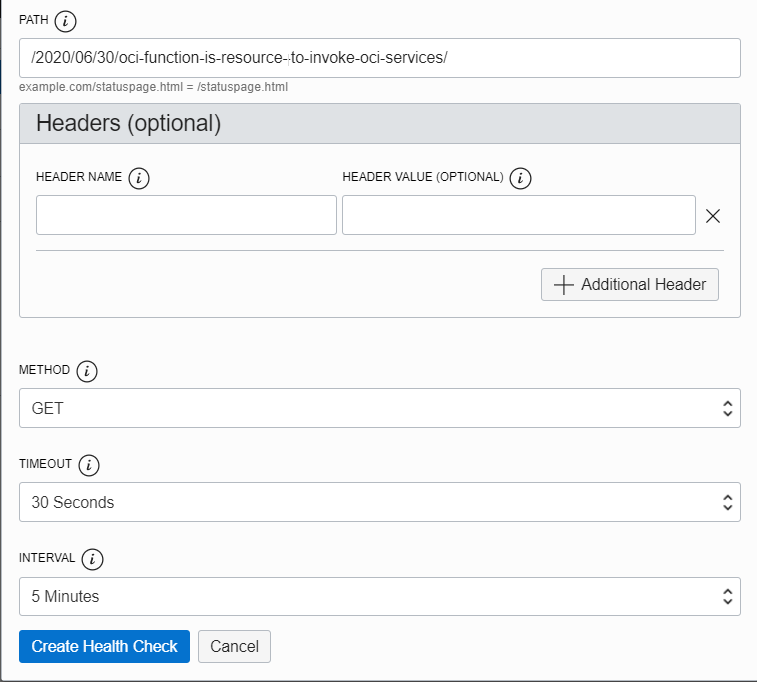 PATH i
/2020/06/30/oci-function-is-resource--to-invoke-oci-services/
example.com/statuspage.html = /statuspage.html
Headers (optional)
HEADER NAME i HEADER VALUE (OPTIONAL) i
Additional Header
METHOD i
GET
TIMEOUT i
30 Seconds
INTERVAL i
5 Minutes
Create Health Check Cancel